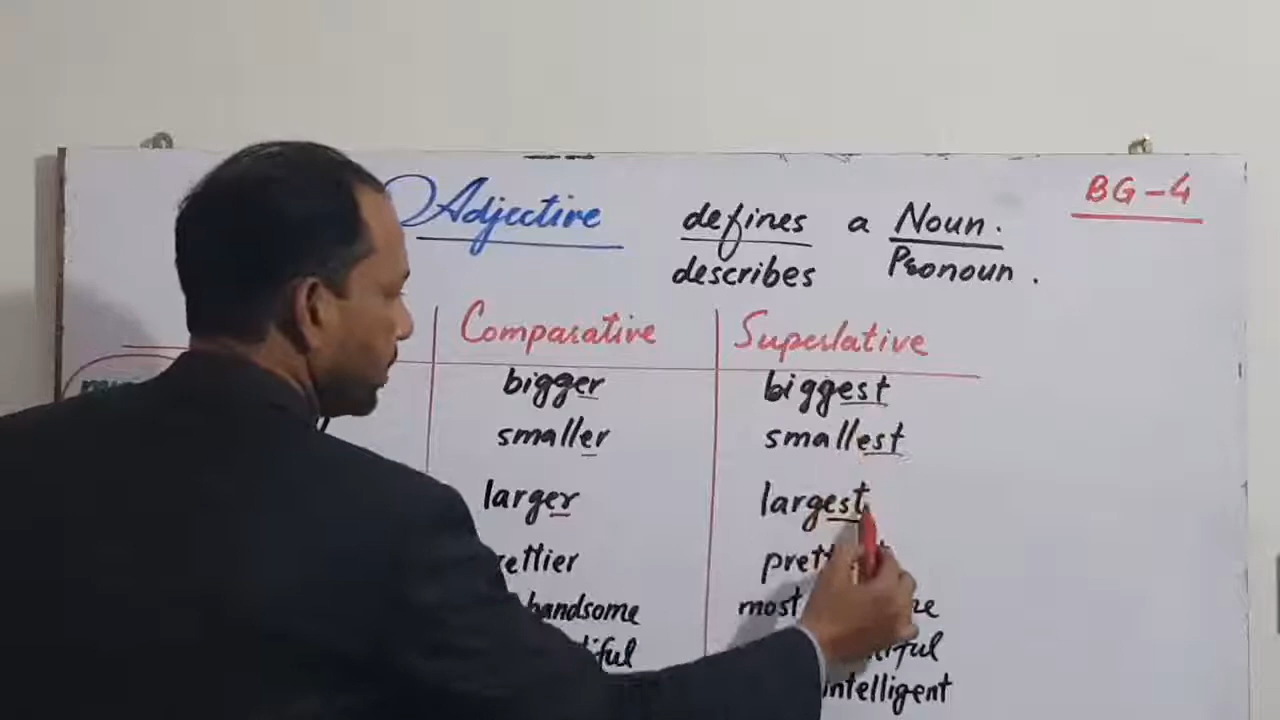 Adjective defines a Noun. BG-4
describes Pronoun.
Comparative Superlative
bigger biggest
smaller smallest
larger largest
handsome most
intelligent